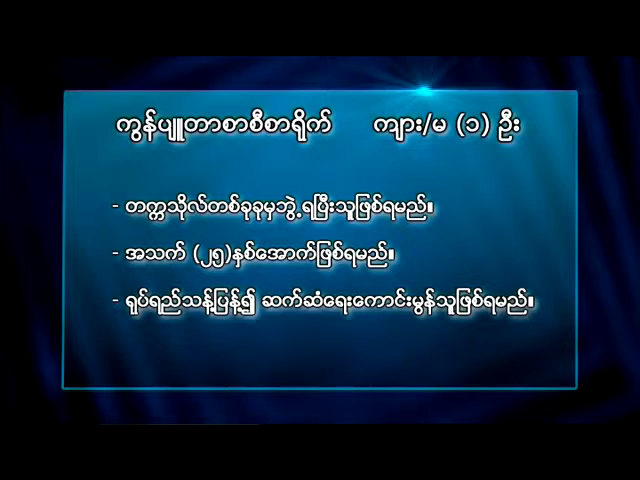 ကွန်ပျူတာစာစီစာရိုက် ကျား/မ (၁) ဦး
- တက္ကသိုလ်တစ်ခုခုမှဘွဲ့ရပြီးသူဖြစ်ရမည်။
- အသက် (၂၅)နှစ်အောက်ဖြစ်ရမည်။
- ရုပ်ရည်သန့်ပြန့်၍ ဆက်ဆံရေးကောင်းမွန်သူဖြစ်ရမည်။